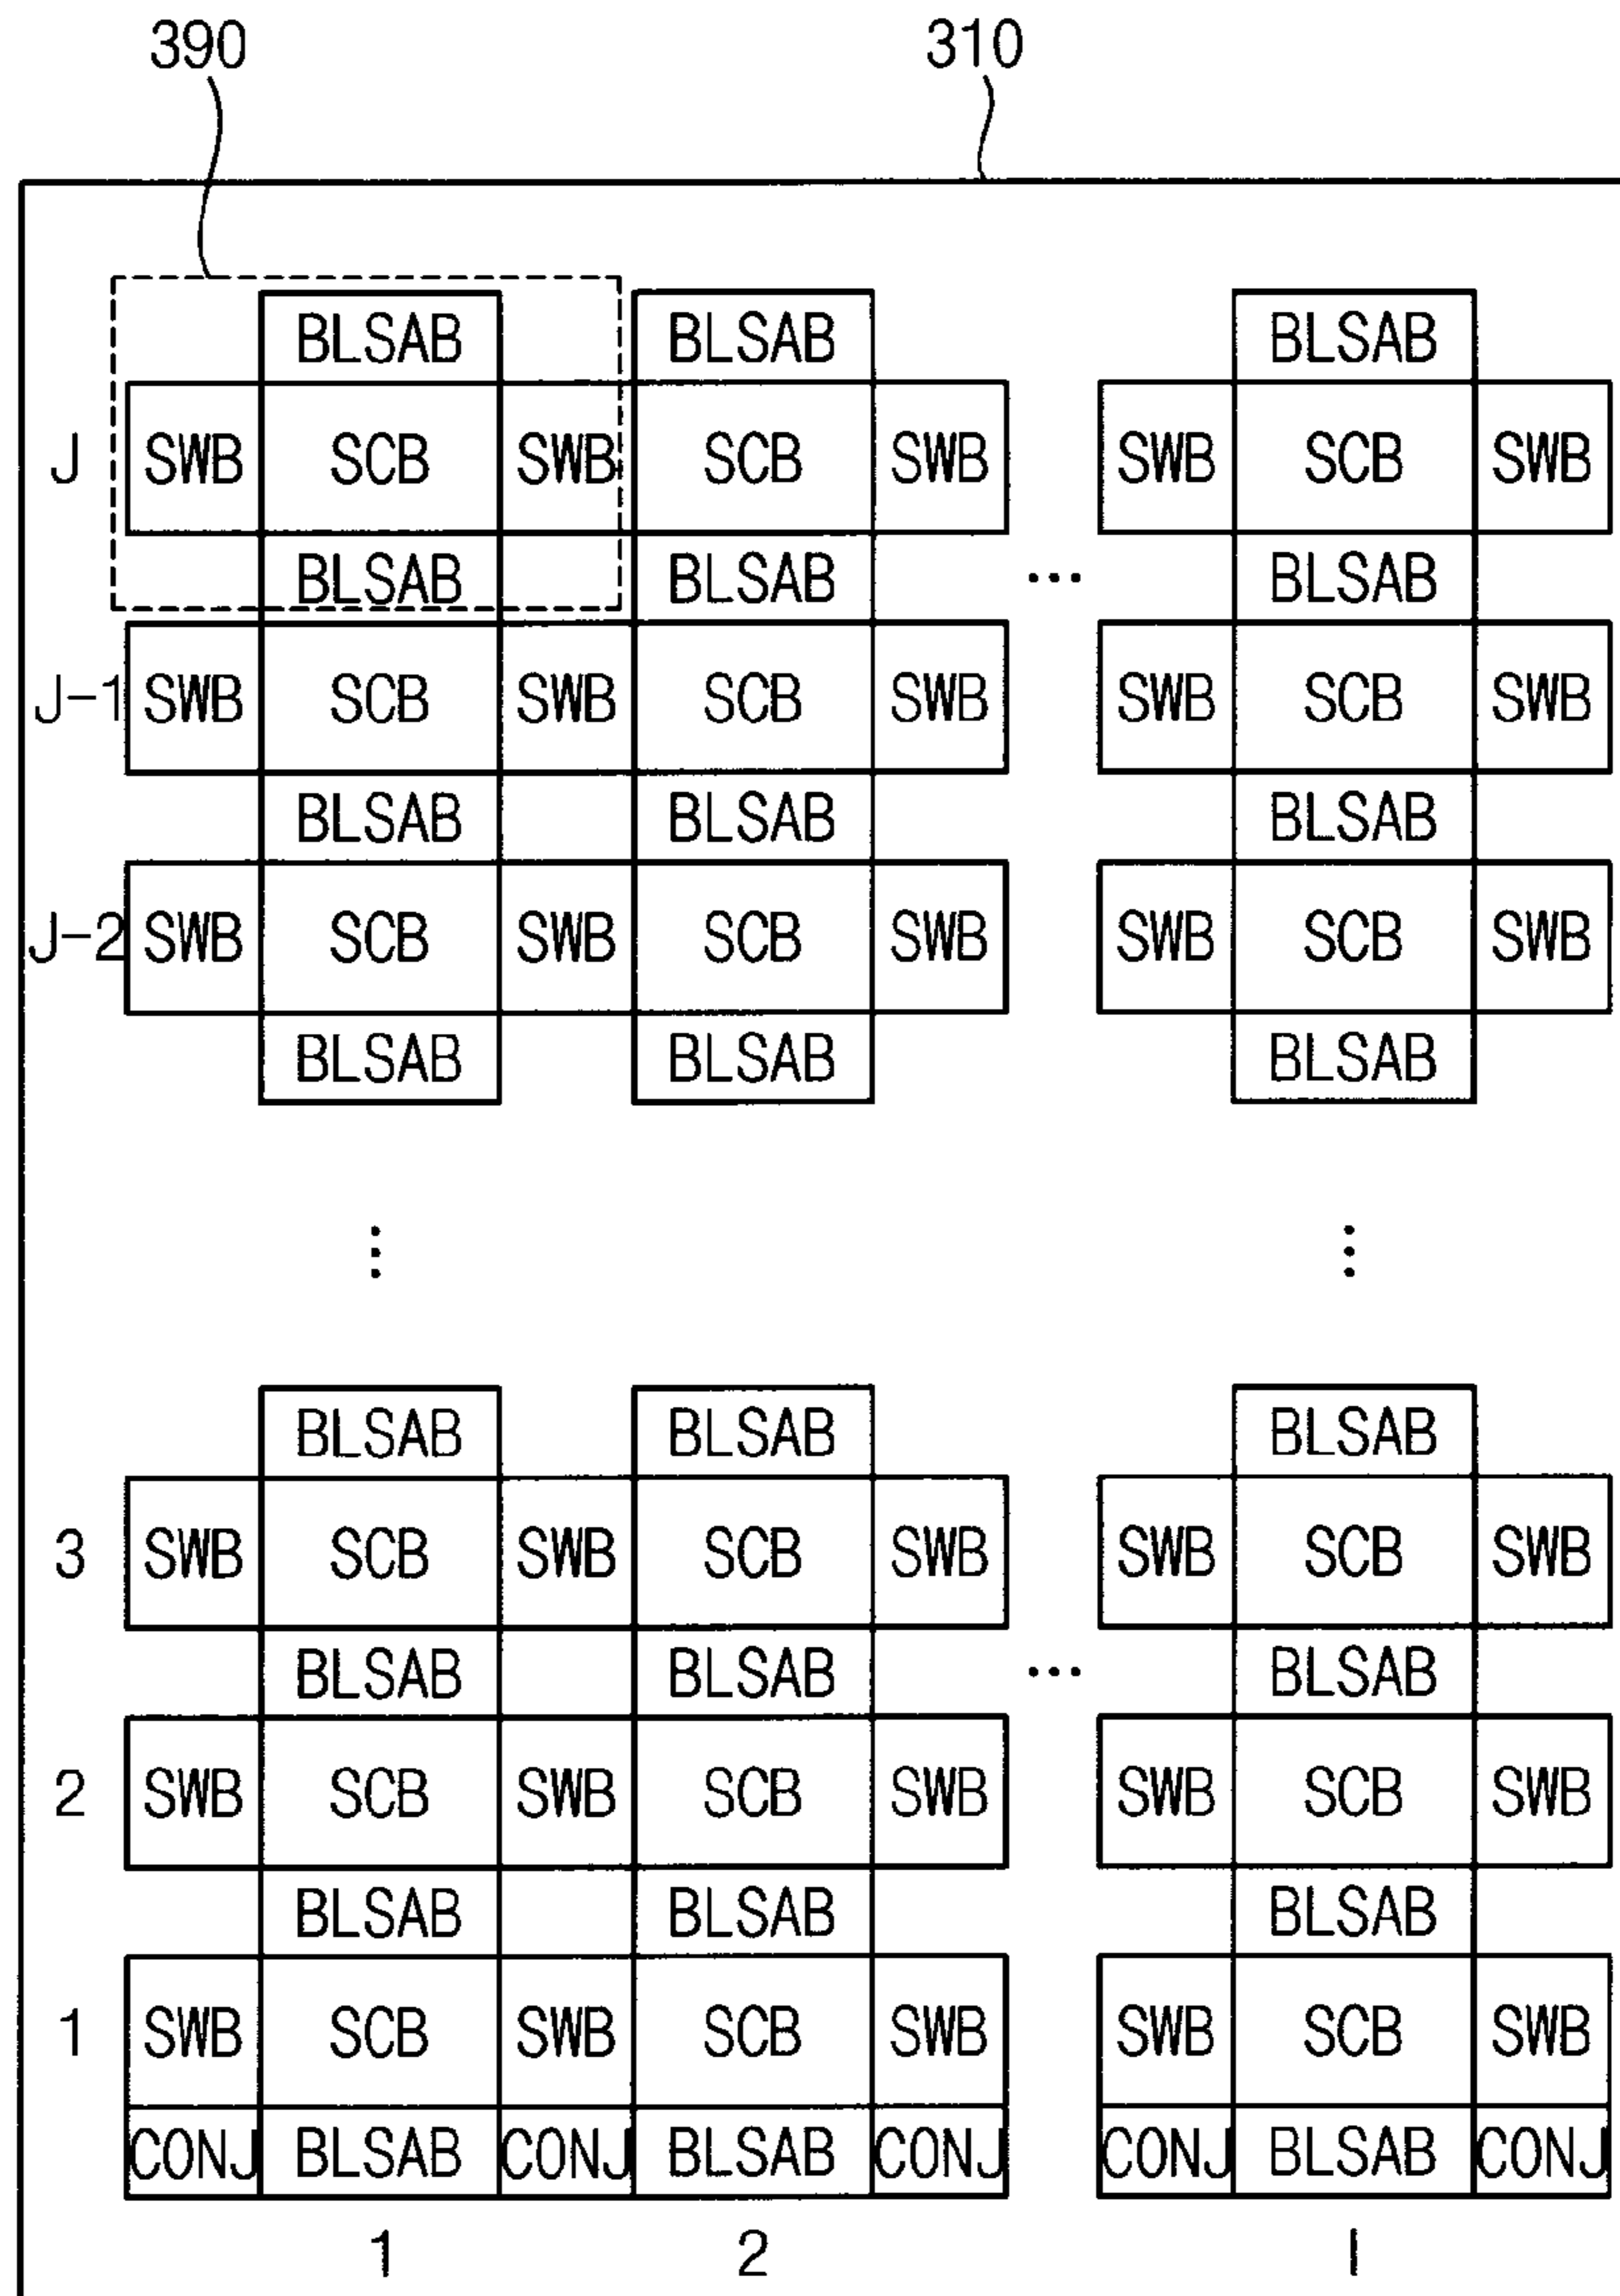 390 310
BLSAB BLSAB BLSAB
J SWB SCB SWB SCB SWB SWB SCB SWB
BLSAB BLSAB ... BLSAB
J-1 SWB SCB SWB SCB SWB SWB SCB SWB
BLSAB BLSAB BLSAB
J-2 SWB SCB SWB SCB SWB SWB SCB SWB
BLSAB BLSAB BLSAB
BLSAB BLSAB BLSAB
3 SWB SCB SWB SCB SWB SWB SCB SWB
BLSAB BLSAB ... BLSAB
2 SWB SCB SWB SCB SWB SWB SCB SWB
BLSAB BLSAB BLSAB
1 SWB SCB SWB SCB SWB SWB SCB SWB
CONJ BLSAB CONJ BLSAB CONJ CONJ BLSAB CONJ
1 2 I